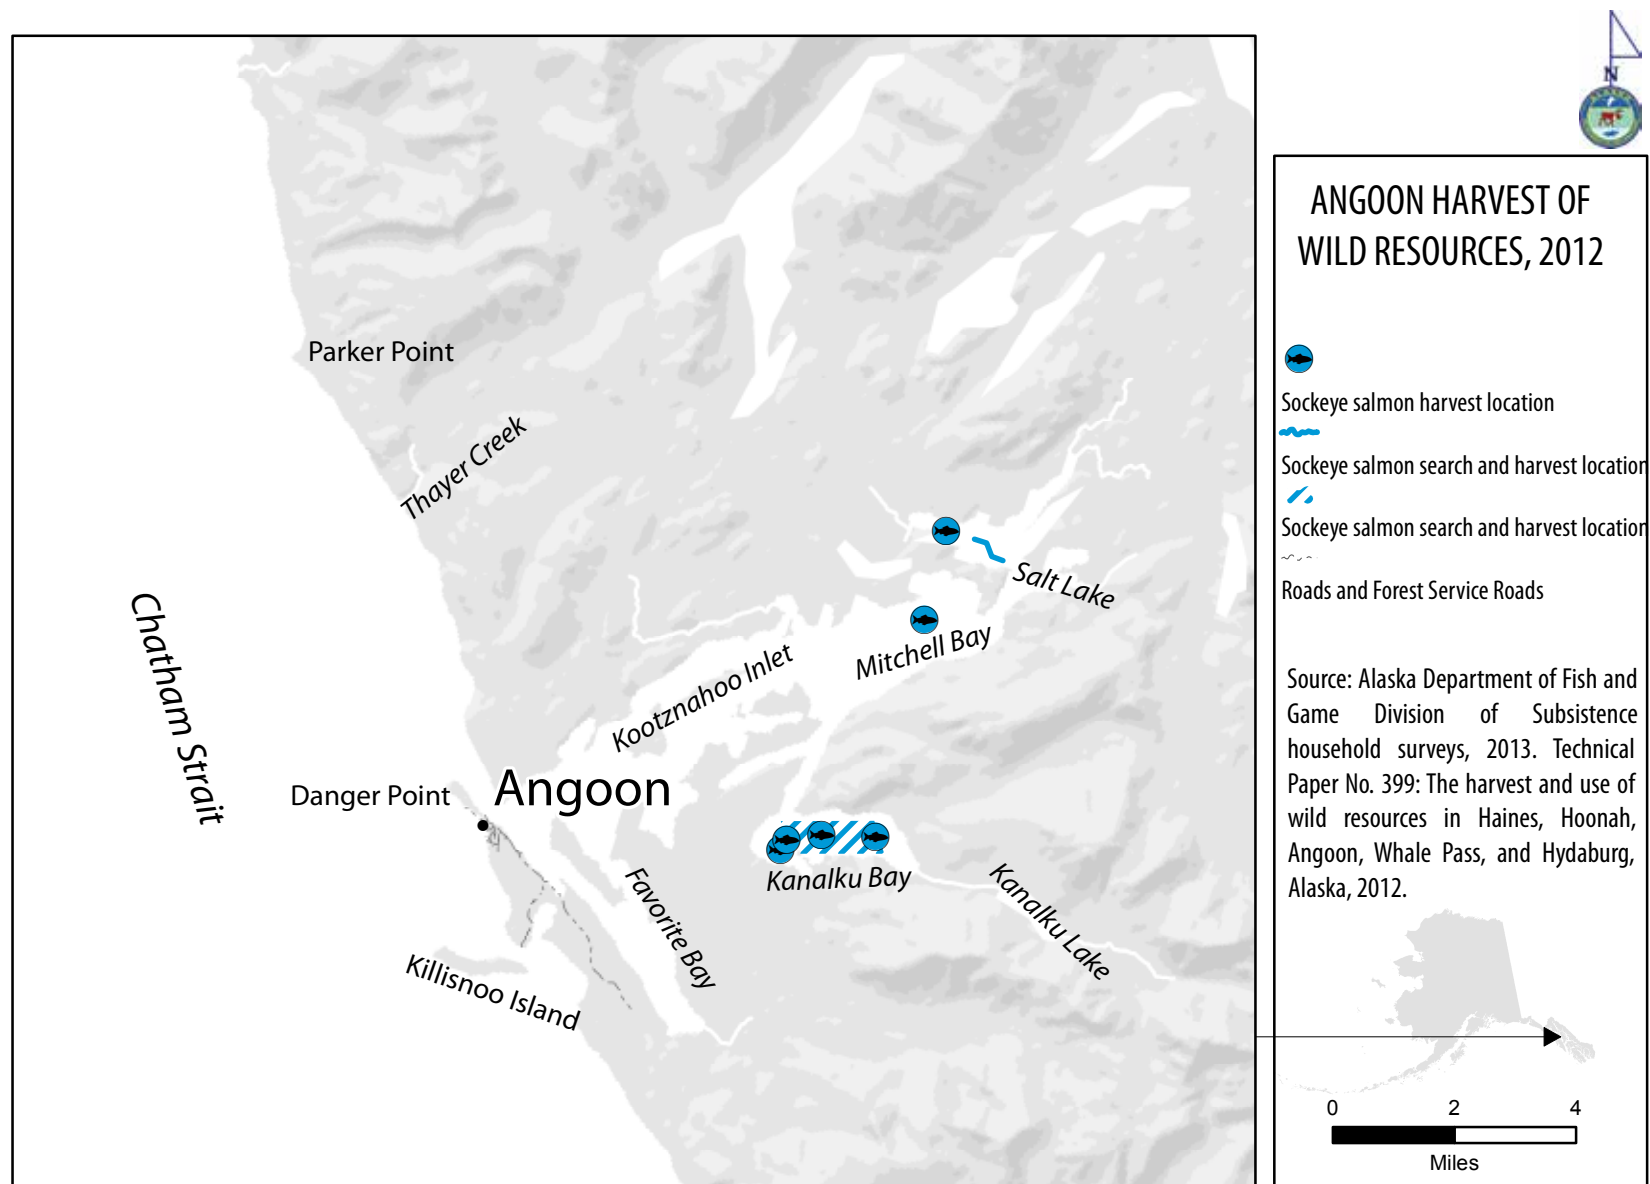 N
ANGOON HARVEST OF
WILD RESOURCES, 2012
Sockeye salmon harvest location
Sockeye salmon search and harvest location
Sockeye salmon search and harvest location
Roads and Forest Service Roads
Source: Alaska Department of Fish and
Game Division of Subsistence
household surveys, 2013. Technical
Paper No. 399: The harvest and use of
wild resources in Haines, Hoonah,
Angoon, Whale Pass, and Hydaburg,
Alaska, 2012.
0 2 4
Miles
Parker Point
Thayer Creek
Chatham Strait
Salt Lake
Mitchell Bay
Kootznahoo Inlet
Danger Point
Angoon
Kanalku Bay
Kanalku Lake
Favorite Bay
Killisnoo Island